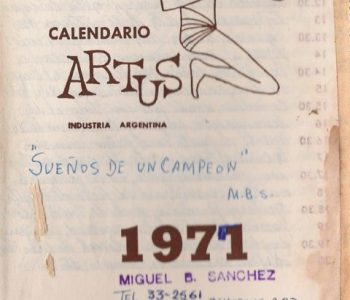 CALENDARIO
ARTUS
INDUSTRIA ARGENTINA
"SUEÑOS DE UN CAMPEON"
M.B.S.
1971
MIGUEL B. SANCHEZ
TEL 33-2561